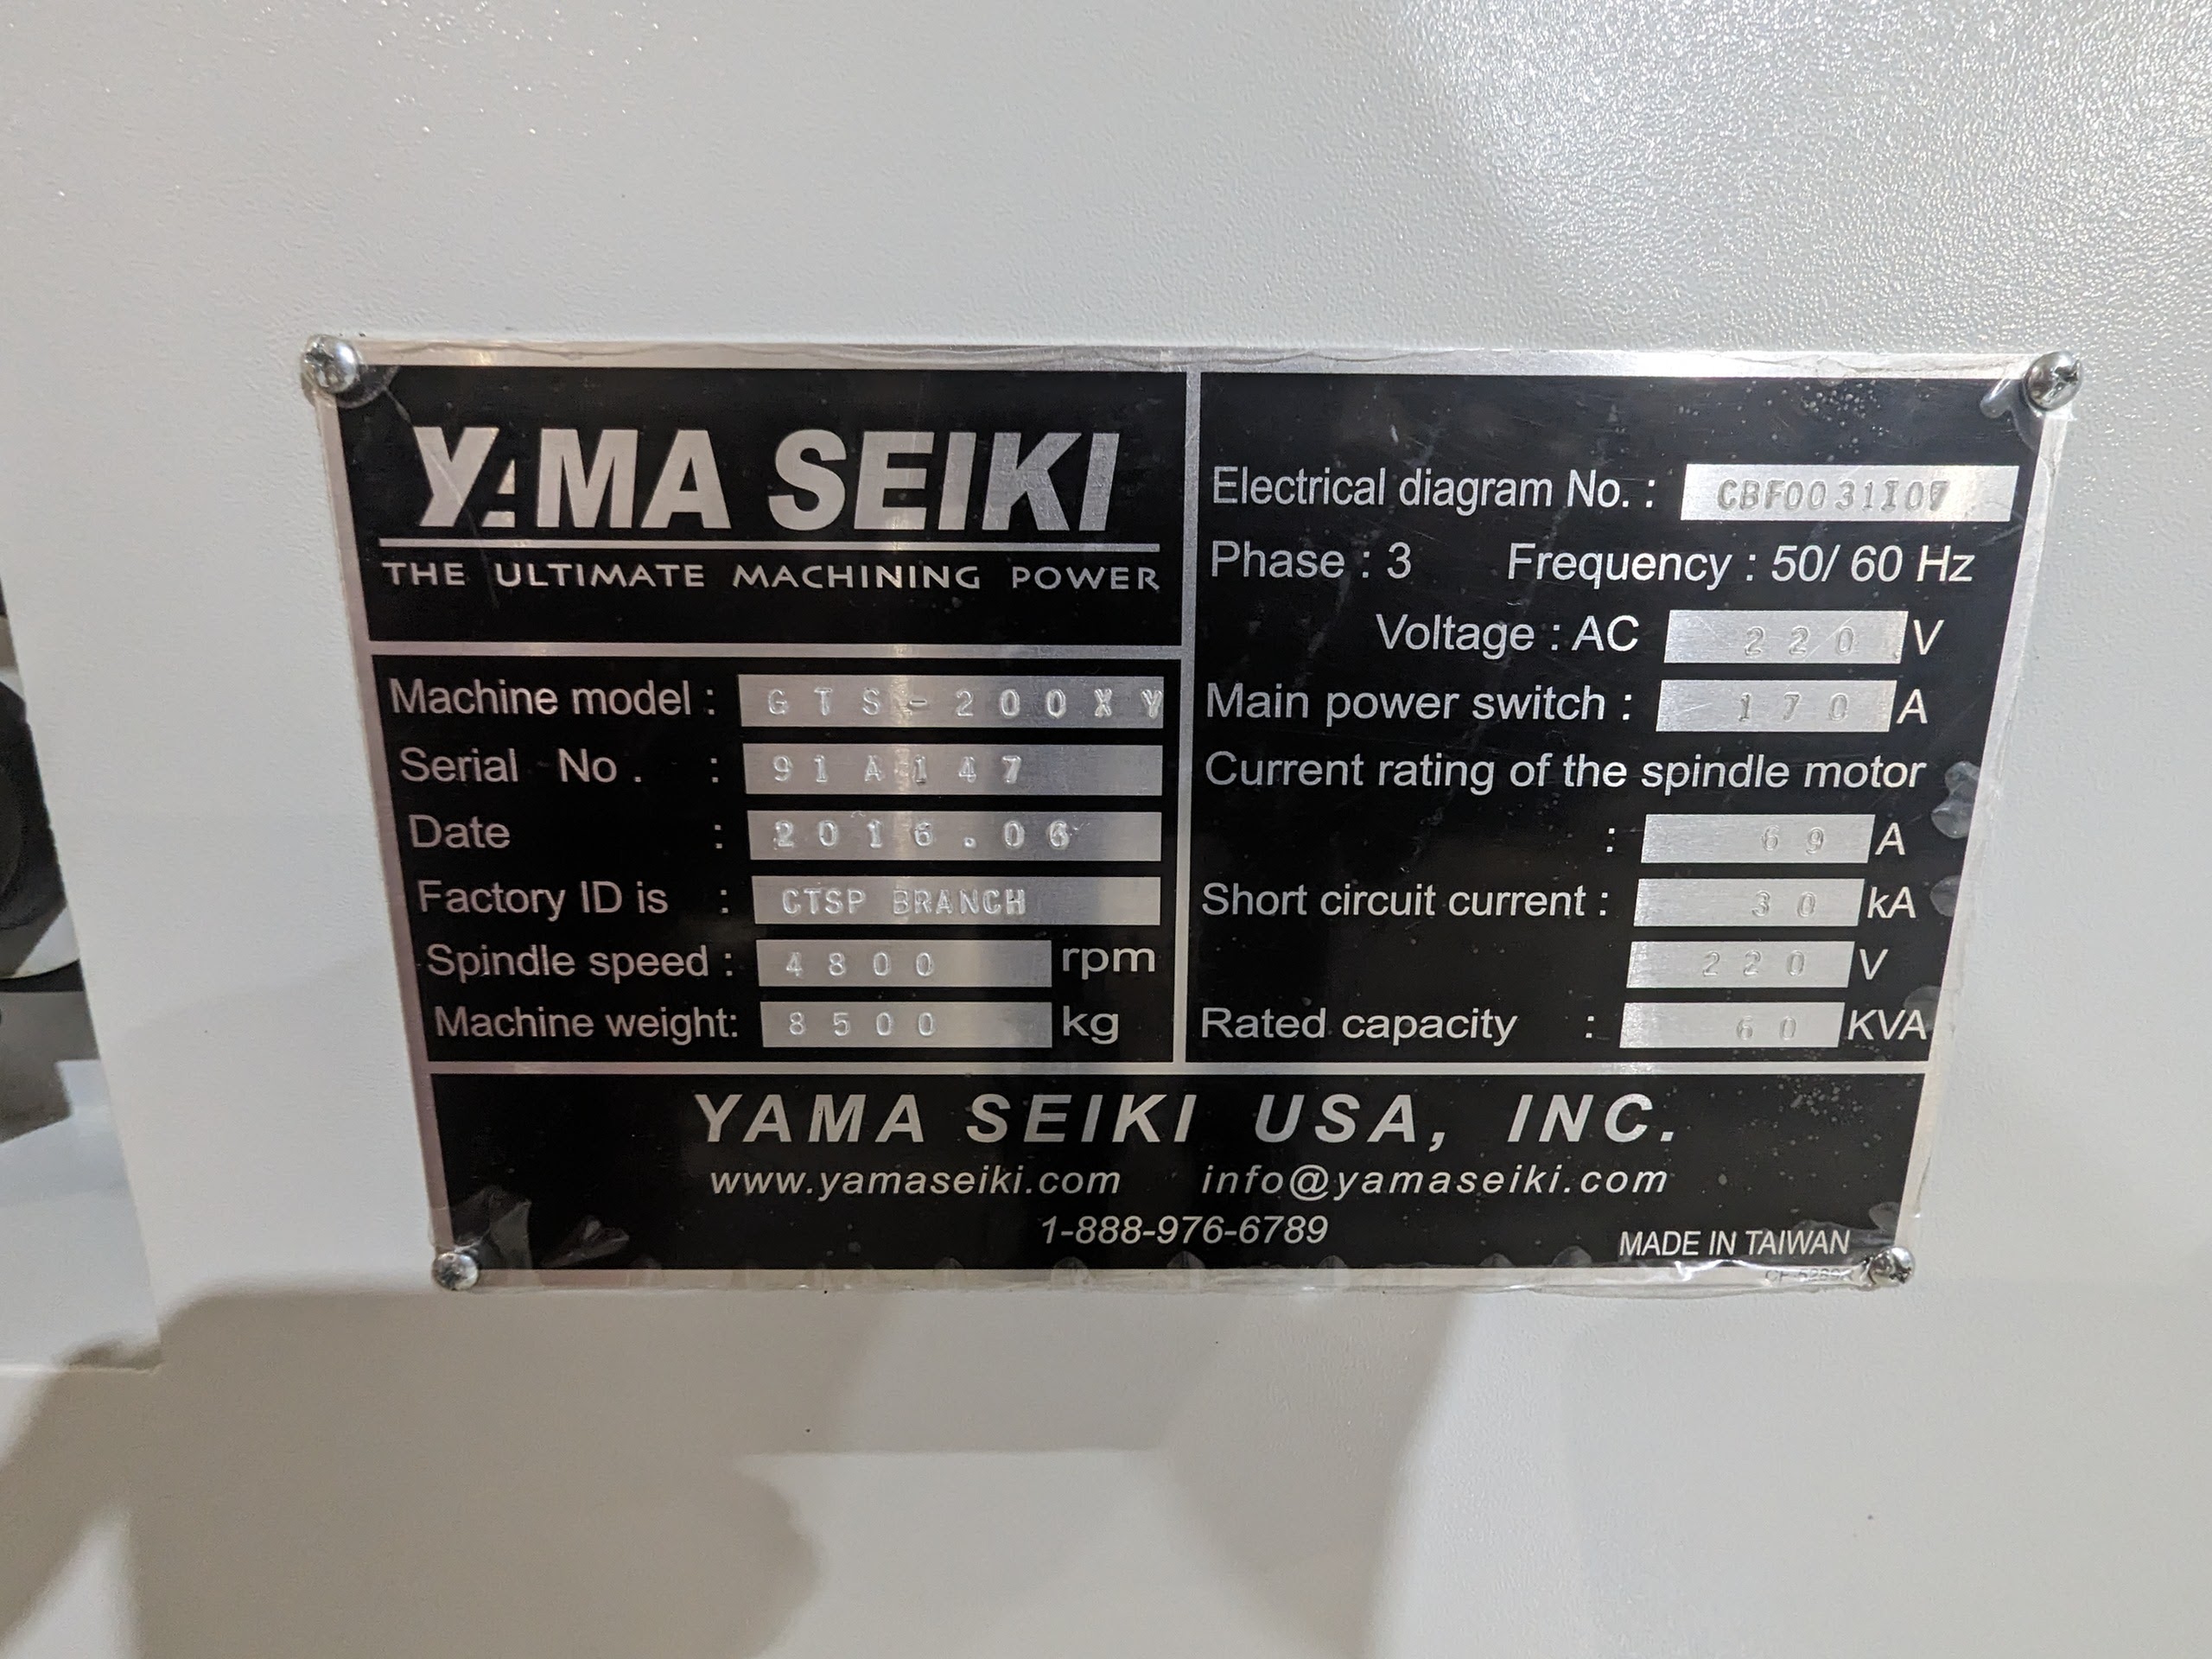 YAMA SEIKI
THE ULTIMATE MACHINING POWER
Machine model : GTS-200XY
Serial No. : 91A147
Date : 2016.06
Factory ID is : CTSP BRANCH
Spindle speed : 4800 rpm
Machine weight: 8500 kg
Electrical diagram No. : CBF0031I07
Phase : 3 Frequency : 50/ 60 Hz
Voltage : AC 220 V
Main power switch : 170 A
Current rating of the spindle motor
: 69 A
Short circuit current : 30 kA
220 V
Rated capacity : 60 KVA
YAMA SEIKI USA, INC.
www.yamaseiki.com info@yamaseiki.com
1-888-976-6789
MADE IN TAIWAN